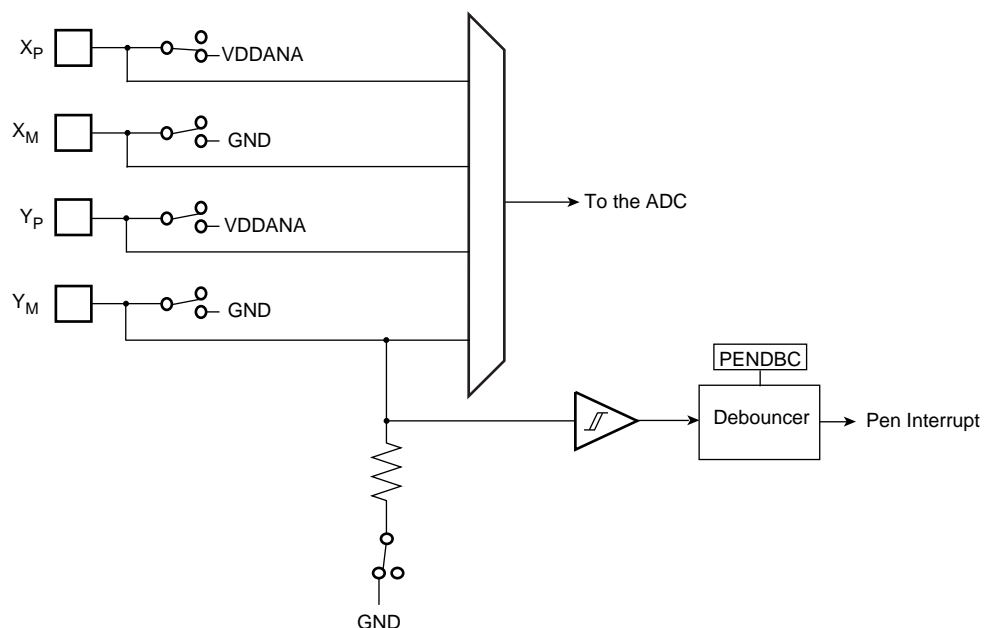 XP
VDDANA
XM
GND
YP
VDDANA
To the ADC
YM
GND
PENDBC
Debouncer
Pen Interrupt
GND